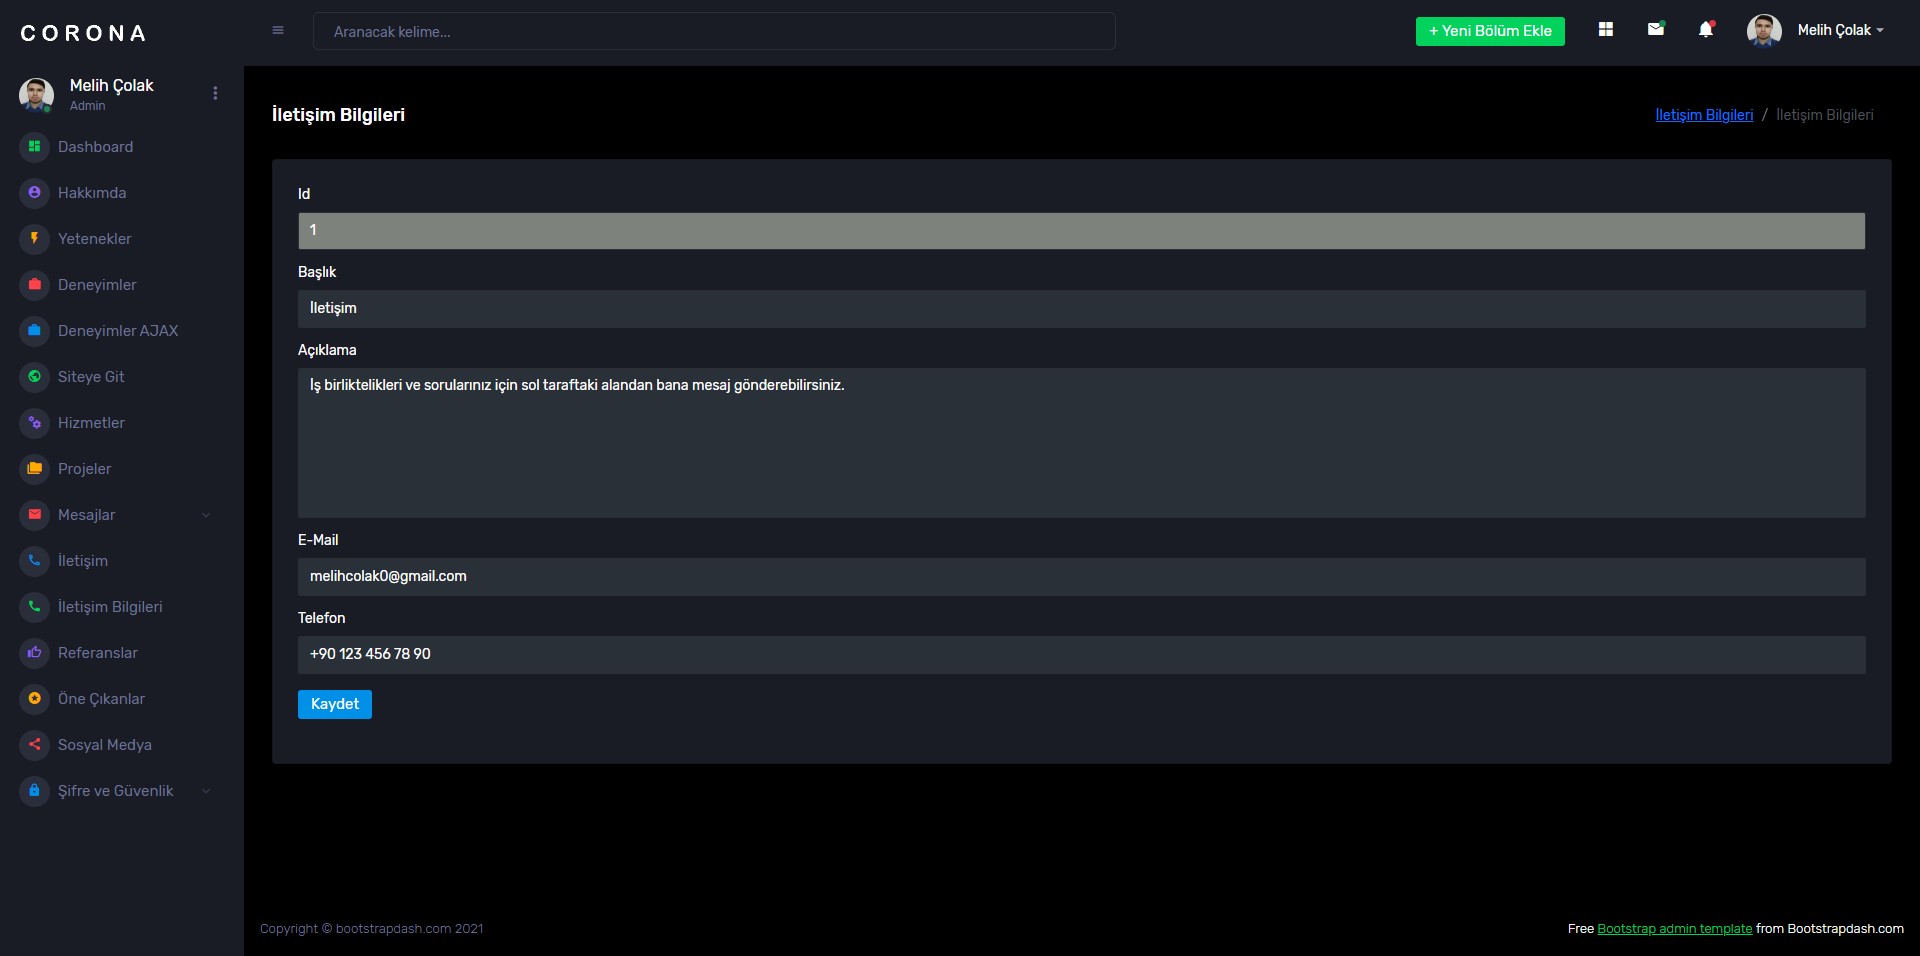 CORONA
Aranacak kelime...
+ Yeni Bölüm Ekle
Melih Çolak
Melih Çolak
Admin
Dashboard
Hakkımda
Yetenekler
Deneyimler
Deneyimler AJAX
Siteye Git
Hizmetler
Projeler
Mesajlar
İletişim
İletişim Bilgileri
Referanslar
Öne Çıkanlar
Sosyal Medya
Şifre ve Güvenlik
İletişim Bilgileri
İletişim Bilgileri / İletişim Bilgileri
Id
1
Başlık
Iletişim
Açıklama
Iş birliktelikleri ve sorularınız için sol taraftaki alandan bana mesaj gönderebilirsiniz.
E-Mail
melihcolak0@gmail.com
Telefon
+90 123 456 78 90
Kaydet
Copyright © bootstrapdash.com 2021
Free Bootstrap admin template from Bootstrapdash.com